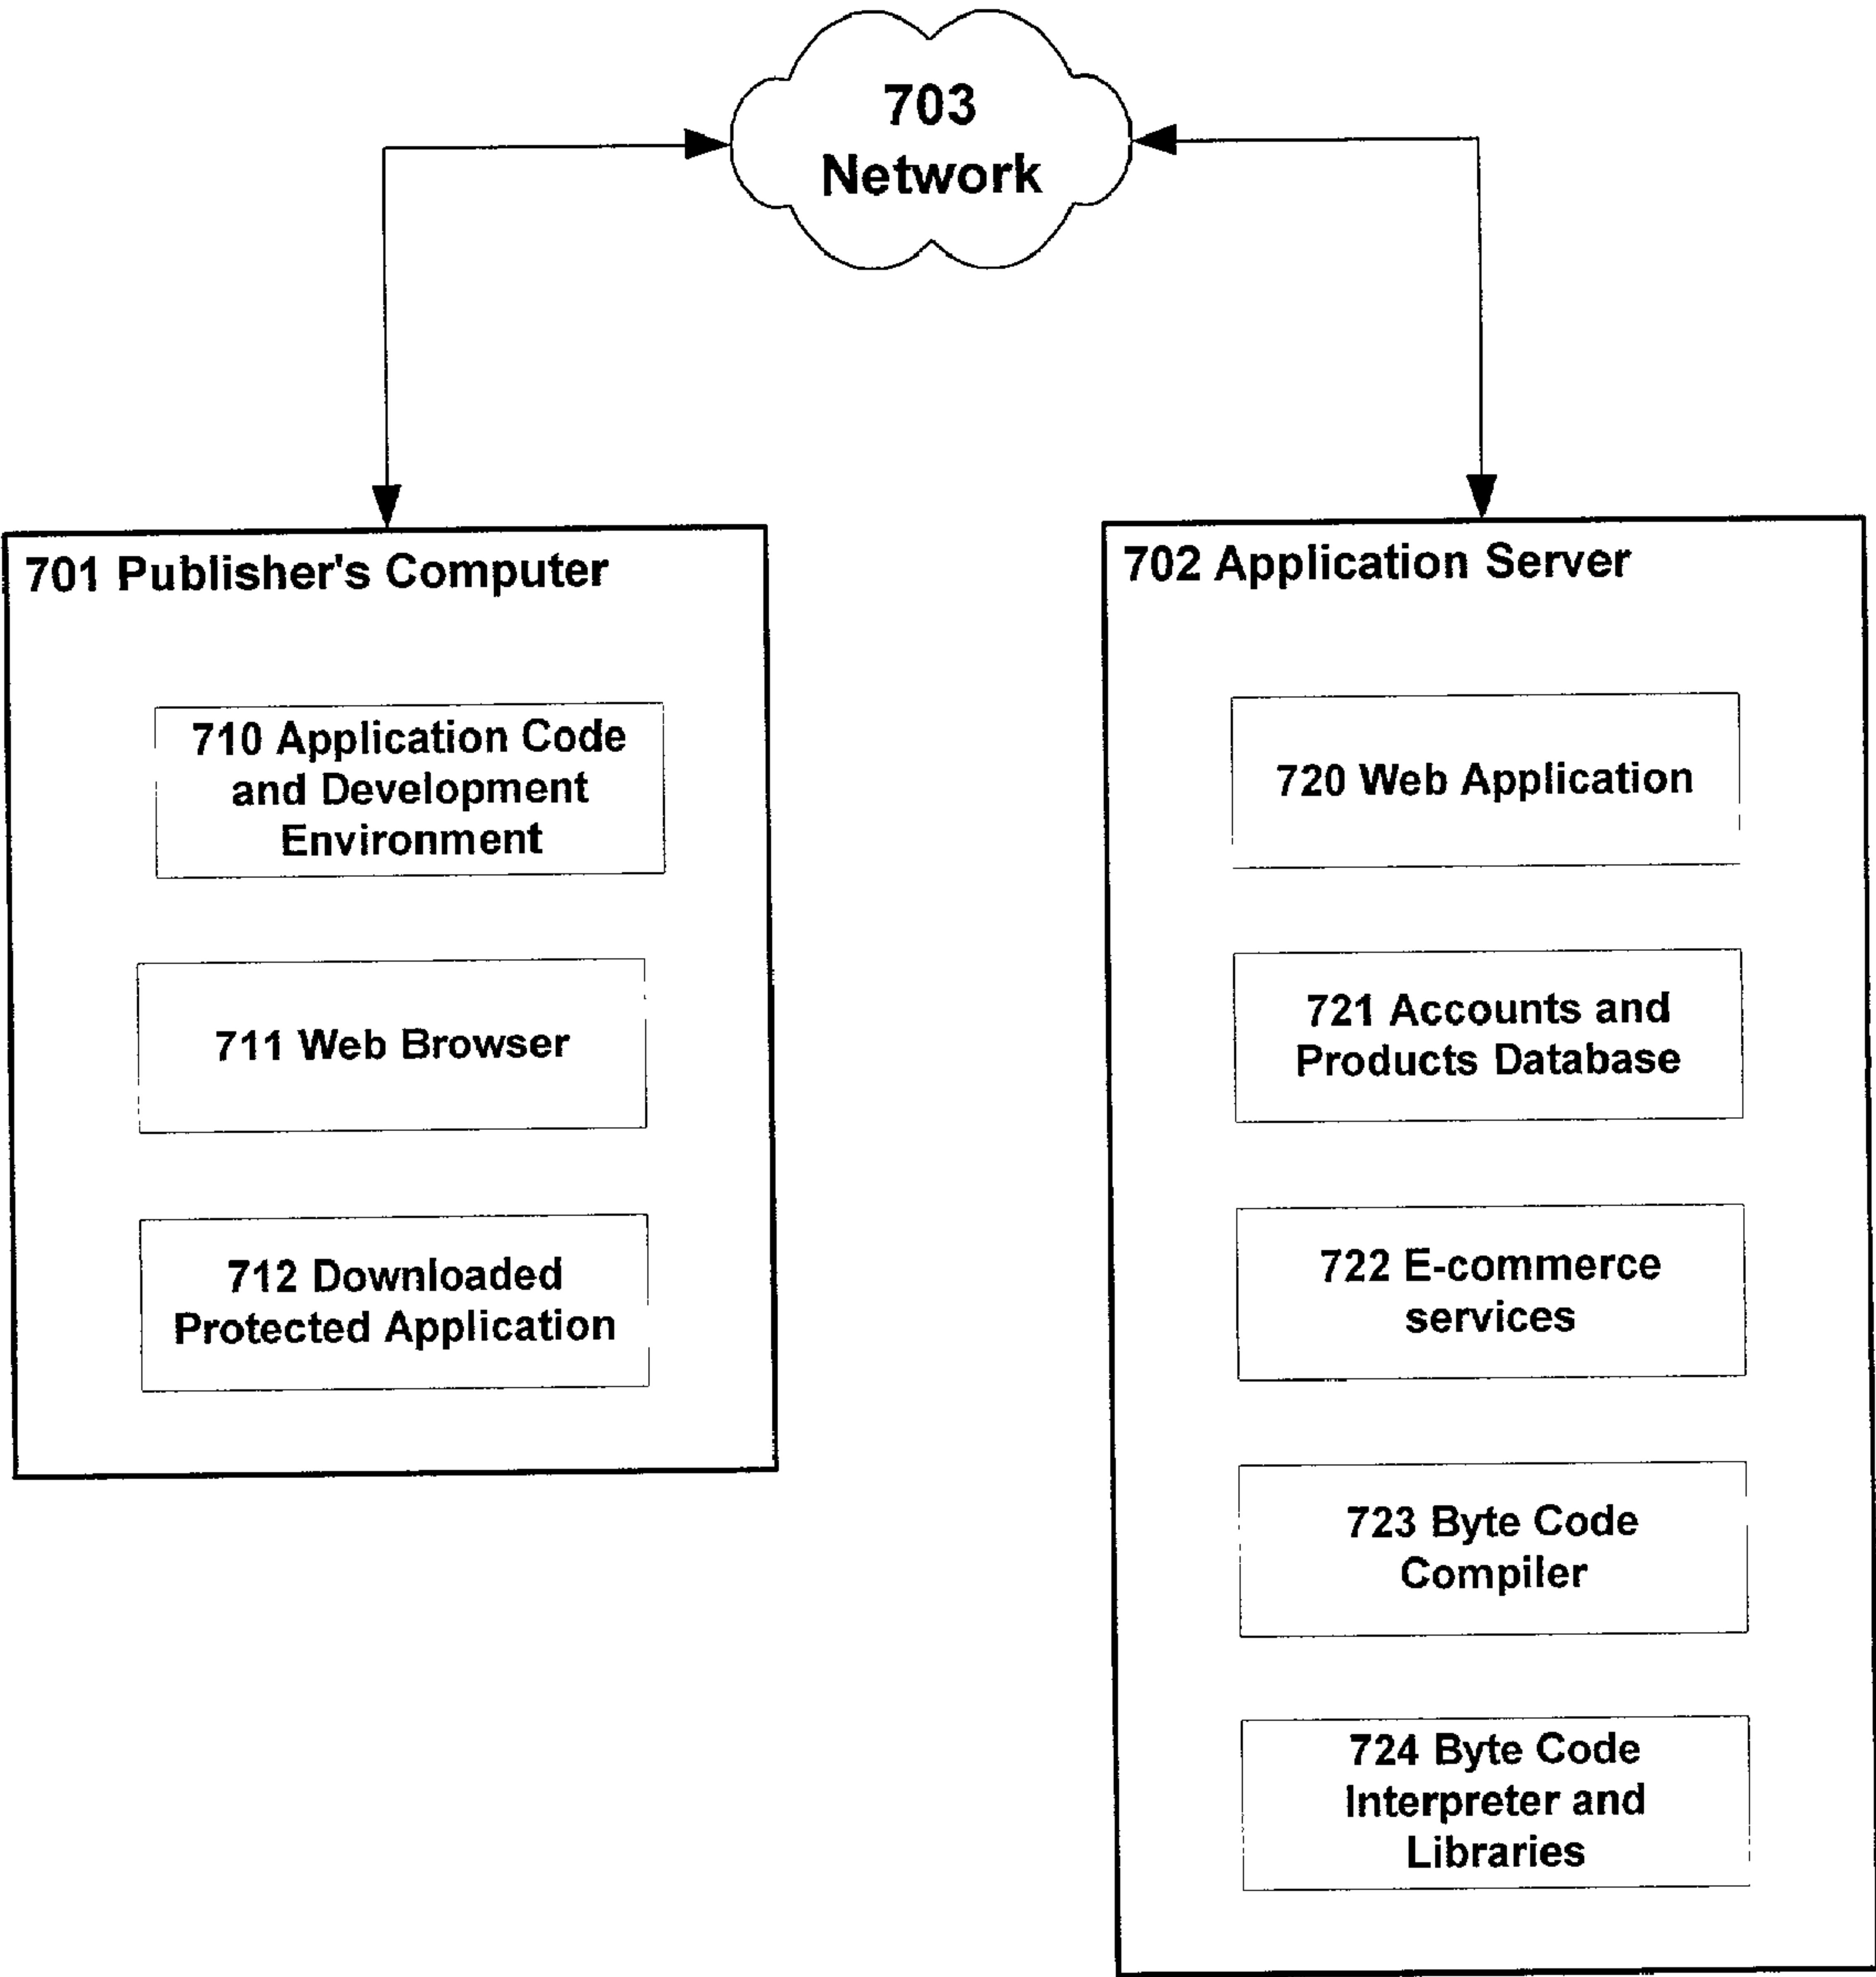 703
Network
701 Publisher's Computer
710 Application Code
and Development
Environment
711 Web Browser
712 Downloaded
Protected Application
702 Application Server
720 Web Application
721 Accounts and
Products Database
722 E-commerce
services
723 Byte Code
Compiler
724 Byte Code
Interpreter and
Libraries